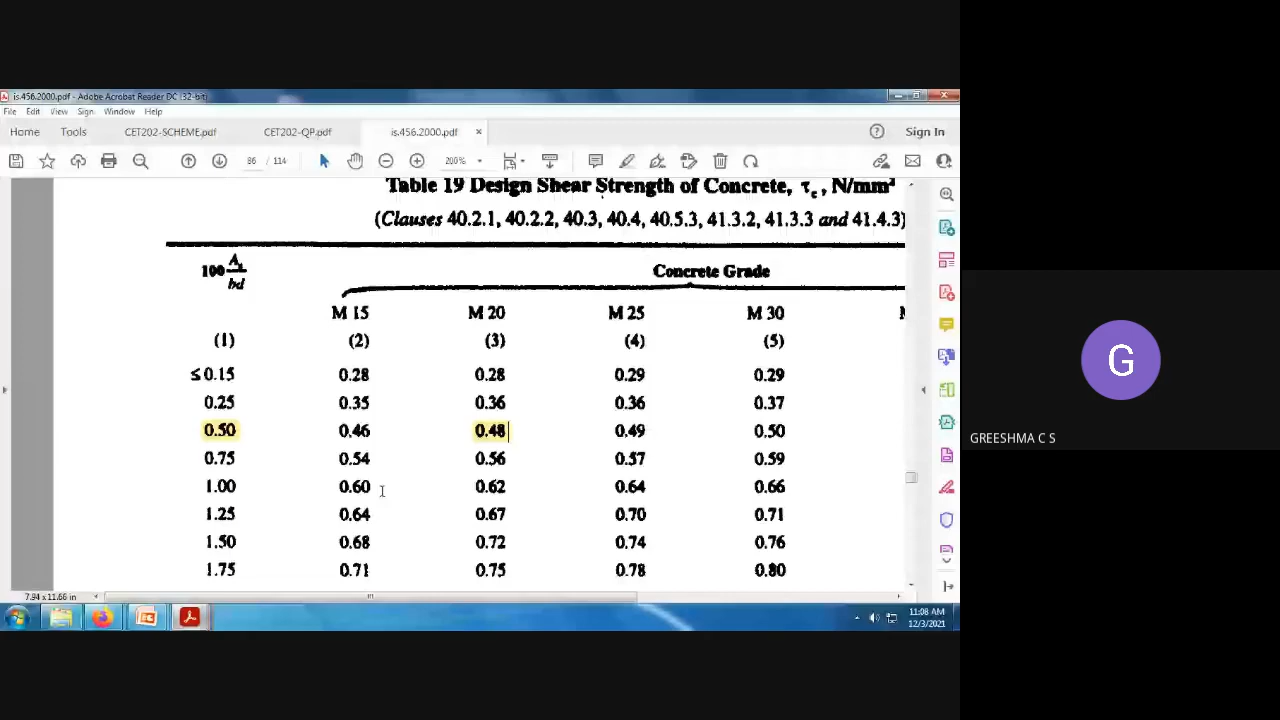 is.456.2000.pdf - Adobe Acrobat Reader DC (32-bit)
File Edit View Sign Window Help
Home Tools CET202-SCHEME.pdf CET202-QP.pdf is.456.2000.pdf × Sign In
86 / 114 200%
Table 19 Design Shear Strength of Concrete, τc, N/mm²
(Clauses 40.2.1, 40.2.2, 40.3, 40.4, 40.5.3, 41.3.2, 41.3.3 and 41.4.3)
100 As/bd Concrete Grade
M 15 M 20 M 25 M 30
(1) (2) (3) (4) (5)
≤ 0.15 0.28 0.28 0.29 0.29
0.25 0.35 0.36 0.36 0.37
0.50 0.46 0.48 0.49 0.50
0.75 0.54 0.56 0.57 0.59
1.00 0.60 0.62 0.64 0.66
1.25 0.64 0.67 0.70 0.71
1.50 0.68 0.72 0.74 0.76
1.75 0.71 0.75 0.78 0.80
7.94 x 11.66 in
11:08 AM
12/3/2021
G
GREESHMA C S